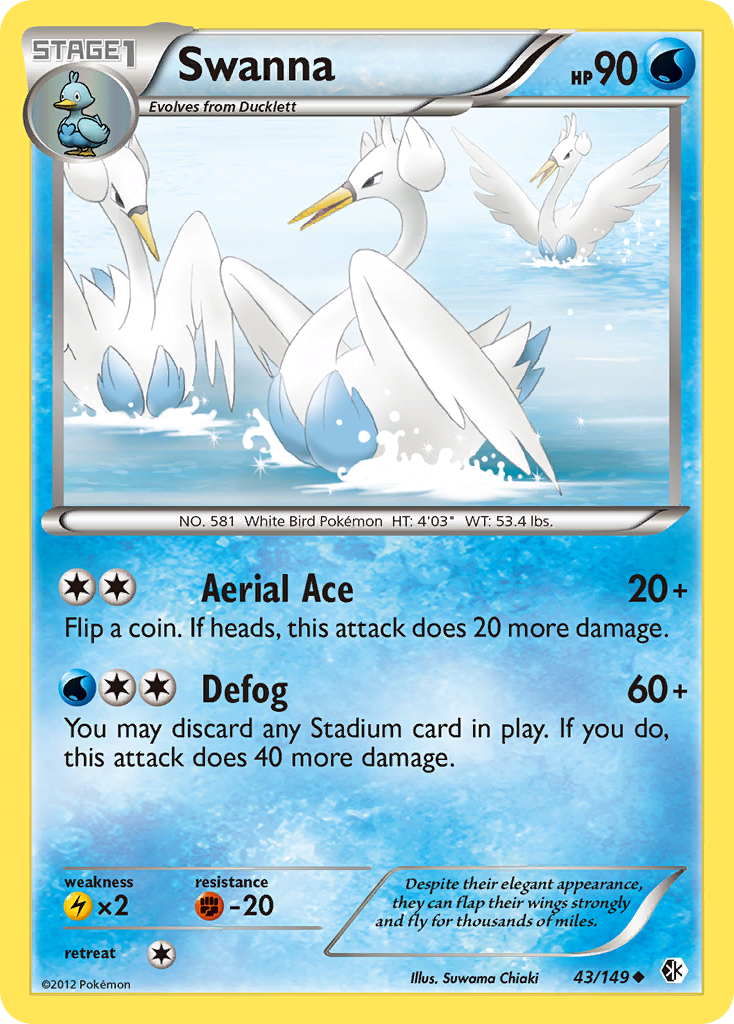 STAGE1
Swanna
HP90
Evolves from Ducklett
NO. 581 White Bird Pokémon HT: 4'03" WT: 53.4 lbs.
Aerial Ace 20+
Flip a coin. If heads, this attack does 20 more damage.
Defog 60+
You may discard any Stadium card in play. If you do,
this attack does 40 more damage.
weakness
×2
resistance
-20
Despite their elegant appearance,
they can flap their wings strongly
and fly for thousands of miles.
retreat
©2012 Pokémon
Illus. Suwama Chiaki
43/149